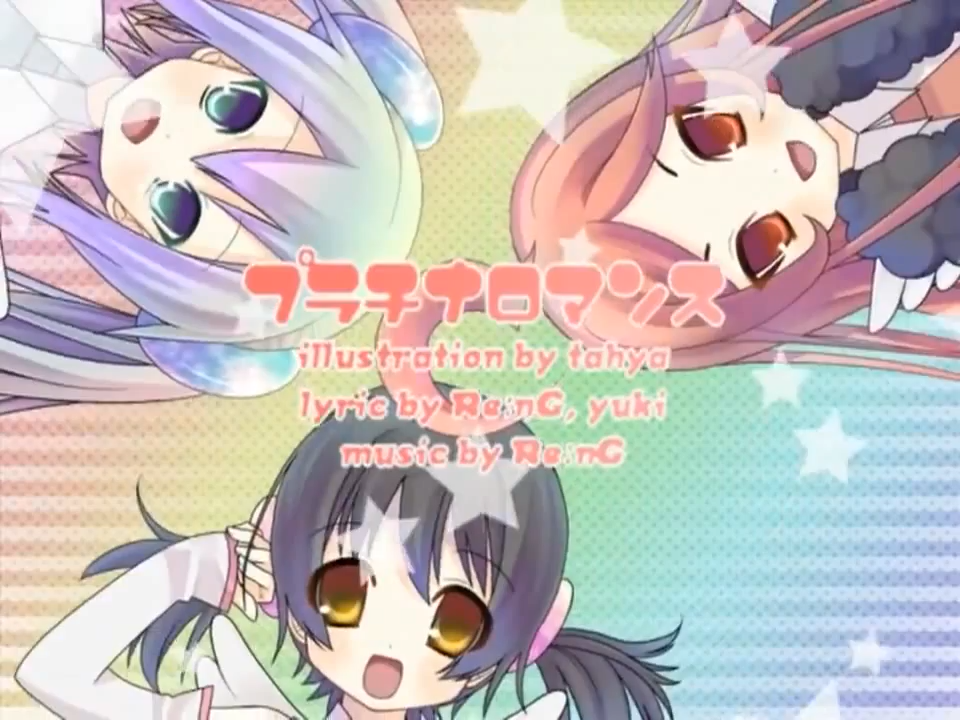 プラチナロマンス
illustration by tahya
lyric by Re:nG, yuki
music by Re:nG